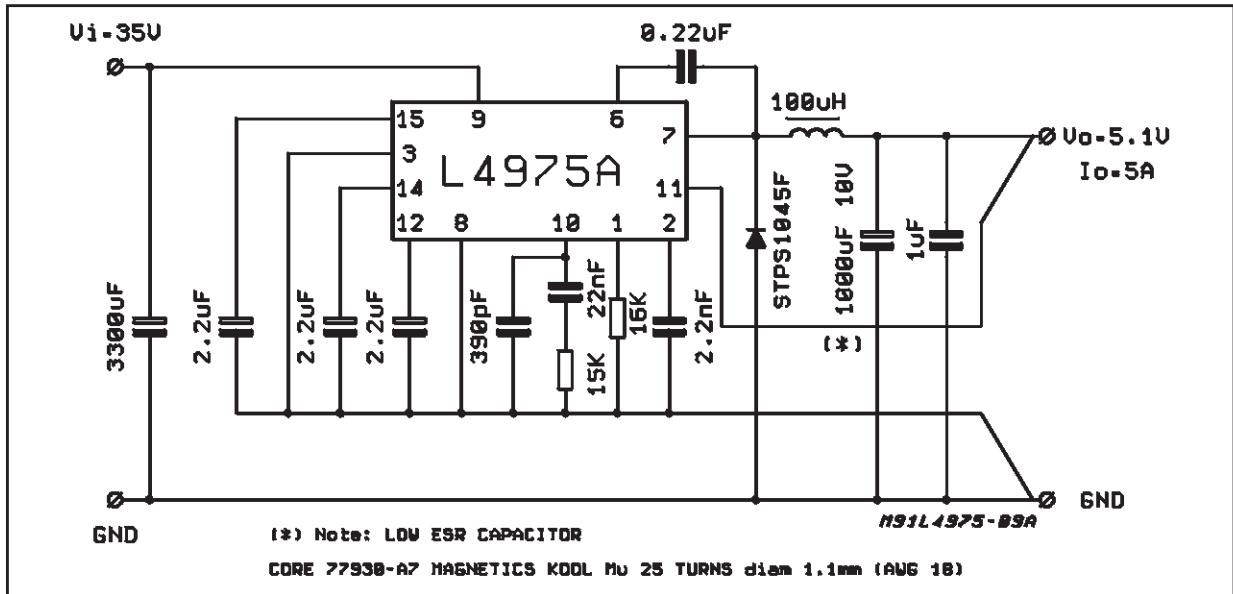 Vi=35V
0.22uF
100uH
15
9
6
7
3
14
L4975A
11
12
8
10
1
2
Vo=5.1V
Io=5A
3300uF
2.2uF
2.2uF
2.2uF
390pF
22nF
15K
16K
2.2nF
STPS1045F
1000uF 10V
1uF
(*)
GND
GND
M91L4975-09A
(*) Note: LOW ESR CAPACITOR
CORE 77930-A7 MAGNETICS KOOL Mu 25 TURNS diam 1.1mm (AWG 18)